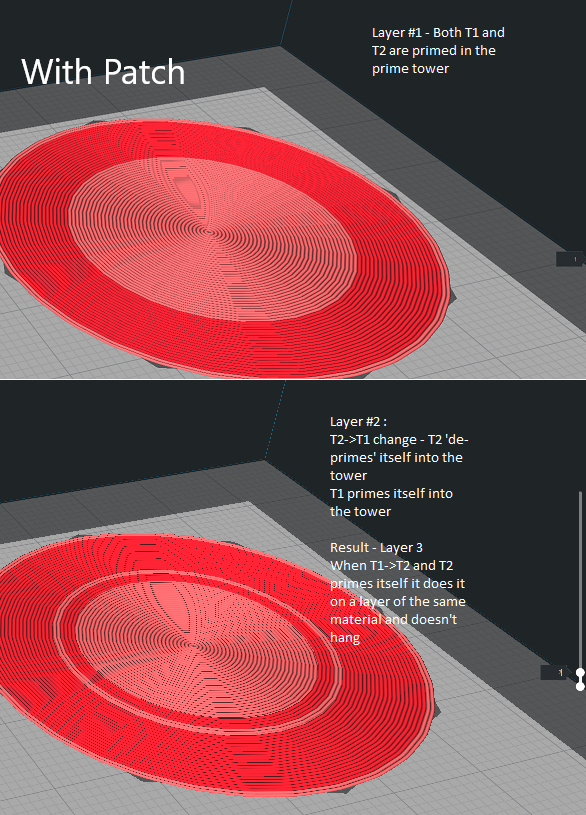 With Patch
Layer #1 - Both T1 and
T2 are primed in the
prime tower
1
Layer #2 :
T2->T1 change - T2 'de-
primes' itself into the
tower
T1 primes itself into
the tower
Result - Layer 3
When T1->T2 and T2
primes itself it does it
on a layer of the same
material and doesn't
hang
1